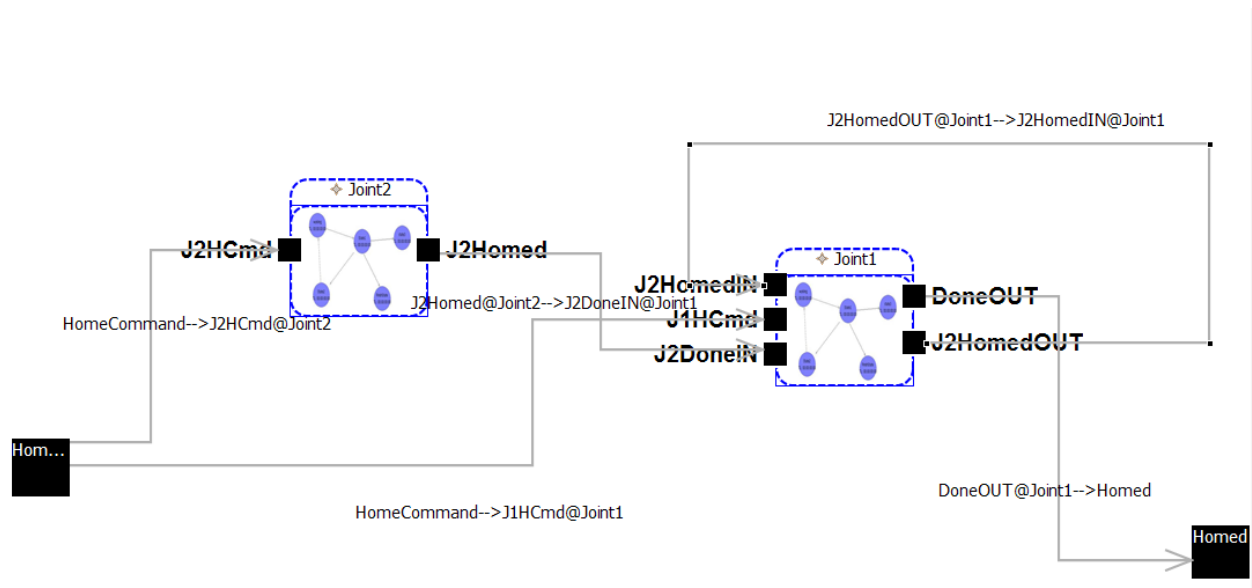 J2HomedOUT@Joint1-->J2HomedIN@Joint1
Joint2
J2HCmd
J2Homed
Joint1
J2HomedIN
DoneOUT
J2Homed@Joint2-->J2DoneIN@Joint1
J1HCmd
HomeCommand-->J2HCmd@Joint2
J2HomedOUT
J2DoneIN
Hom...
DoneOUT@Joint1-->Homed
HomeCommand-->J1HCmd@Joint1
Homed